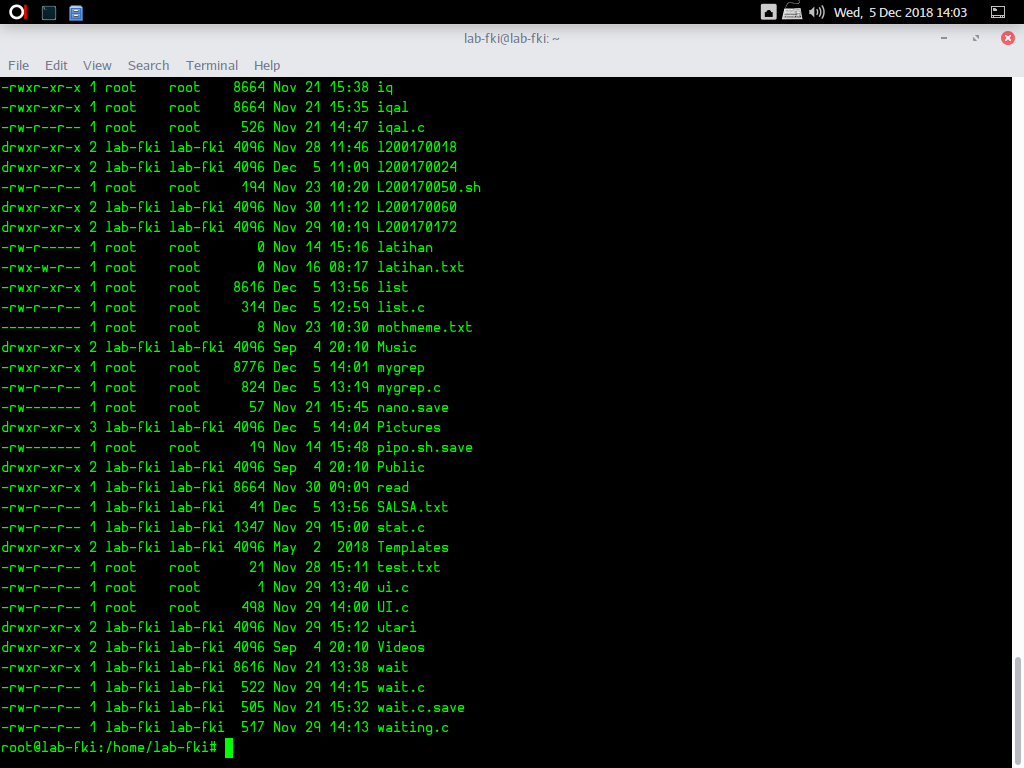 Wed, 5 Dec 2018 14:03
lab-fki@lab-fki: ~
File Edit View Search Terminal Help
-rwxr-xr-x 1 root    root    8664 Nov 21 15:38 iq
-rwxr-xr-x 1 root    root    8664 Nov 21 15:35 iqal
-rw-r--r-- 1 root    root     526 Nov 21 14:47 iqal.c
drwxr-xr-x 2 lab-fki lab-fki 4096 Nov 28 11:46 l200170018
drwxr-xr-x 2 lab-fki lab-fki 4096 Dec  5 11:09 l200170024
-rw-r--r-- 1 root    root     194 Nov 23 10:20 L200170050.sh
drwxr-xr-x 2 lab-fki lab-fki 4096 Nov 30 11:12 L200170060
drwxr-xr-x 2 lab-fki lab-fki 4096 Nov 29 10:19 L200170172
-rw-r----- 1 root    root       0 Nov 14 15:16 latihan
-rwx-w-r-- 1 root    root       0 Nov 16 08:17 latihan.txt
-rwxr-xr-x 1 root    root    8616 Dec  5 13:56 list
-rw-r--r-- 1 root    root     314 Dec  5 12:59 list.c
---------- 1 root    root       8 Nov 23 10:30 mothmeme.txt
drwxr-xr-x 2 lab-fki lab-fki 4096 Sep  4 20:10 Music
-rwxr-xr-x 1 root    root    8776 Dec  5 14:01 mygrep
-rw-r--r-- 1 root    root     824 Dec  5 13:19 mygrep.c
-rw------- 1 root    root      57 Nov 21 15:45 nano.save
drwxr-xr-x 3 lab-fki lab-fki 4096 Dec  5 14:04 Pictures
-rw------- 1 root    root      19 Nov 14 15:48 pipo.sh.save
drwxr-xr-x 2 lab-fki lab-fki 4096 Sep  4 20:10 Public
-rwxr-xr-x 1 lab-fki lab-fki 8664 Nov 30 09:09 read
-rw-r--r-- 1 lab-fki lab-fki   41 Dec  5 13:56 SALSA.txt
-rw-r--r-- 1 lab-fki lab-fki 1347 Nov 29 15:00 stat.c
drwxr-xr-x 2 lab-fki lab-fki 4096 May  2  2018 Templates
-rw-r--r-- 1 root    root      21 Nov 28 15:11 test.txt
-rw-r--r-- 1 root    root       1 Nov 29 13:40 ui.c
-rw-r--r-- 1 root    root     498 Nov 29 14:00 UI.c
drwxr-xr-x 2 lab-fki lab-fki 4096 Nov 29 15:12 utari
drwxr-xr-x 2 lab-fki lab-fki 4096 Sep  4 20:10 Videos
-rwxr-xr-x 1 lab-fki lab-fki 8616 Nov 21 13:38 wait
-rw-r--r-- 1 lab-fki lab-fki  522 Nov 29 14:15 wait.c
-rw-r--r-- 1 lab-fki lab-fki  505 Nov 21 15:32 wait.c.save
-rw-r--r-- 1 lab-fki lab-fki  517 Nov 29 14:13 waiting.c
root@lab-fki:/home/lab-fki#